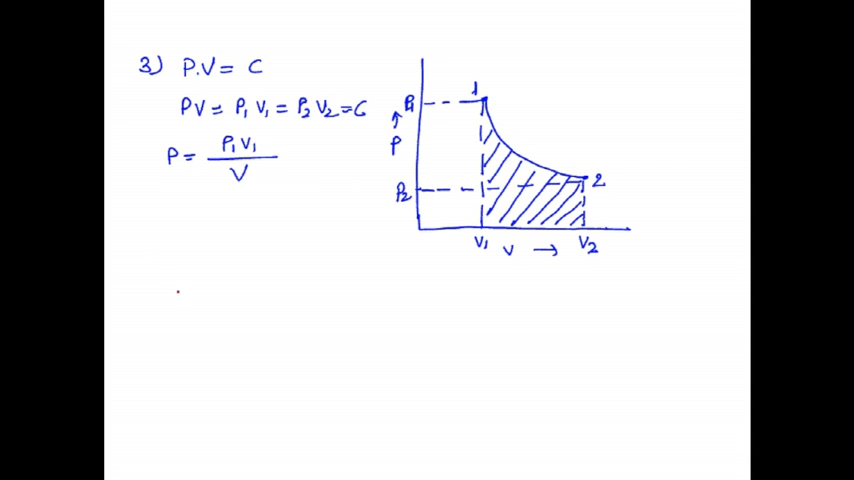 3) P.V = C
PV = P₁ V₁ = P₂ V₂ = C
P = P₁ V₁ / V
1
P₁
P
P₂
2
V₁ V → V₂